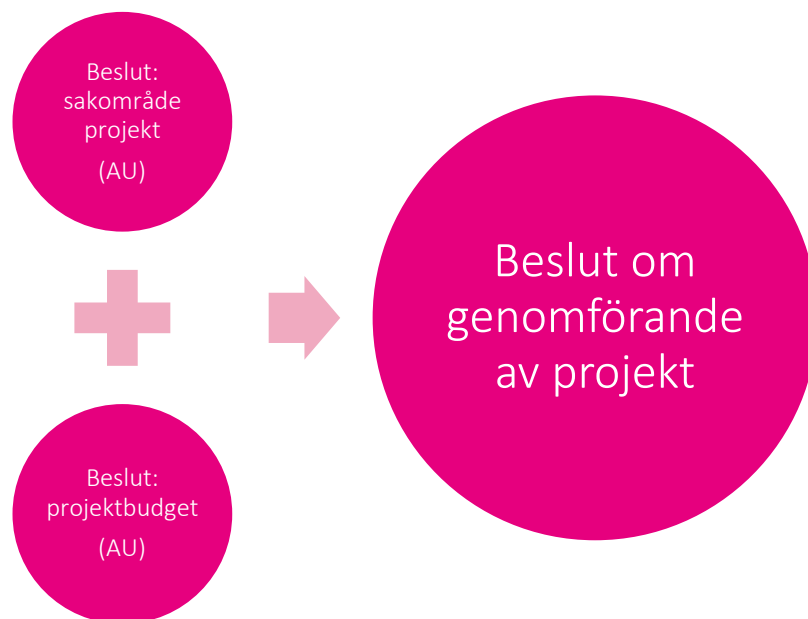 Beslut:
sakområde
projekt
(AU)
Beslut:
projektbudget
(AU)
Beslut om
genomförande
av projekt